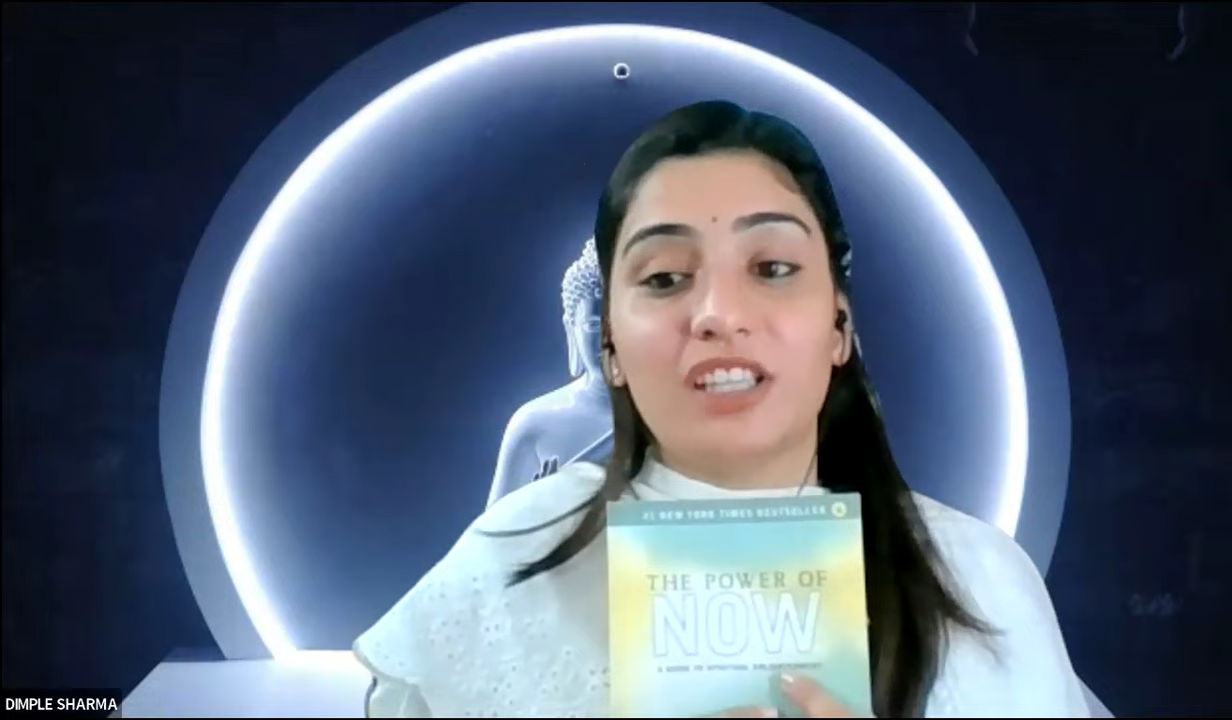 #1 NEW YORK TIMES BESTSELLER
THE POWER OF
NOW
A GUIDE TO SPIRITUAL ENLIGHTENMENT
DIMPLE SHARMA